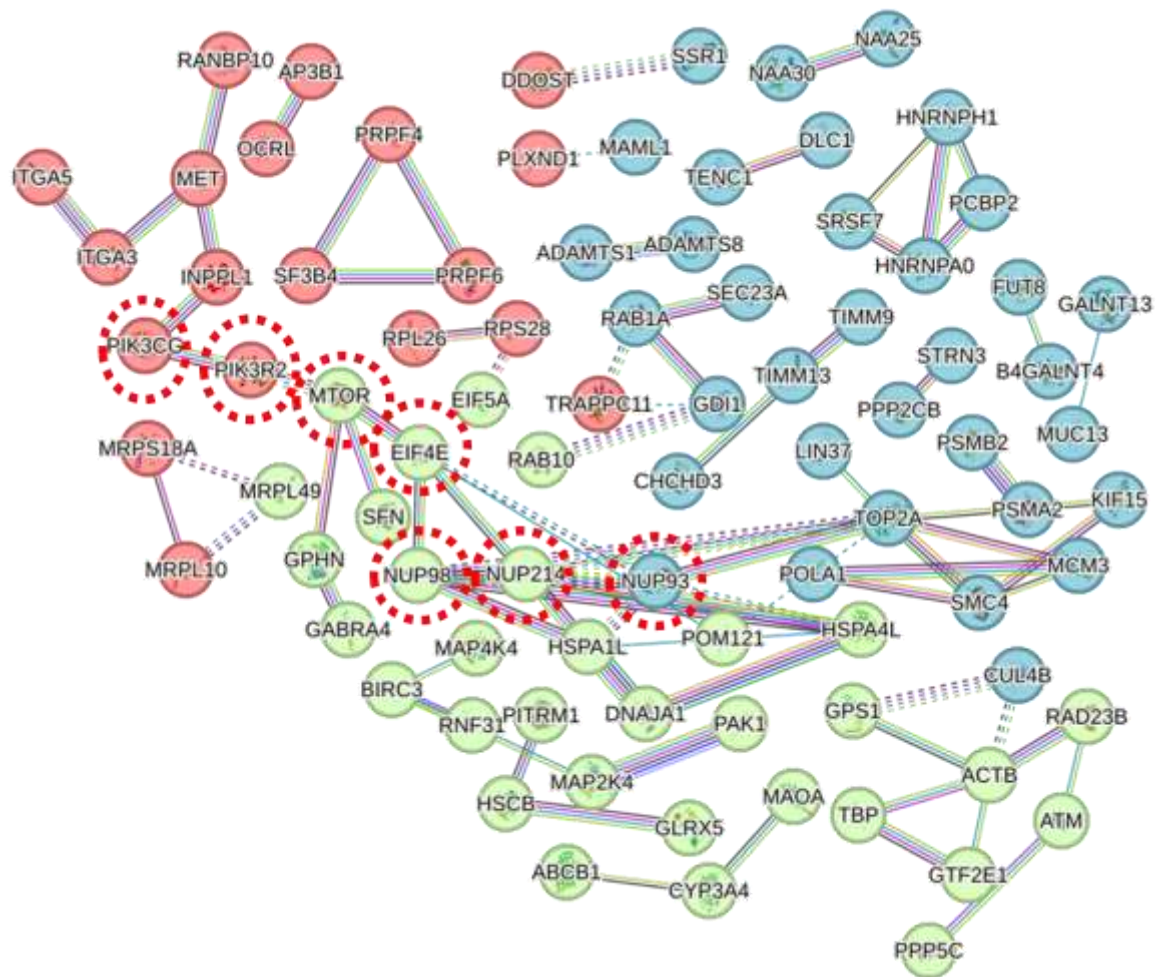 RANBP10
AP3B1
OCRL
PRPF4
ITGA5
MET
ITGA3
INPPL1
SF3B4
PRPF6
DDOST
SSR1
NAA30
NAA25
PLXND1
MAML1
TENC1
DLC1
HNRNPH1
PCBP2
SRSF7
HNRNPA0
ADAMTS1
ADAMTS8
SEC23A
RAB1A
TIMM9
FUT8
GALNT13
PIK3CG
PIK3R2
RPL26
RPS28
MTOR
EIF5A
TRAPPC11
GDI1
TIMM13
STRN3
PPP2CB
B4GALNT4
MUC13
EIF4E
RAB10
CHCHD3
LIN37
PSMB2
MRPS18A
MRPL49
SFN
TOP2A
PSMA2
KIF15
MRPL10
GPHN
NUP98
NUP214
NUP93
POLA1
MCM3
SMC4
GABRA4
MAP4K4
HSPA1L
POM121
HSPA4L
BIRC3
RNF31
PITRM1
DNAJA1
PAK1
CUL4B
GPS1
RAD23B
MAP2K4
ACTB
HSCB
GLRX5
MAOA
TBP
ATM
ABCB1
CYP3A4
GTF2E1
PPP5C